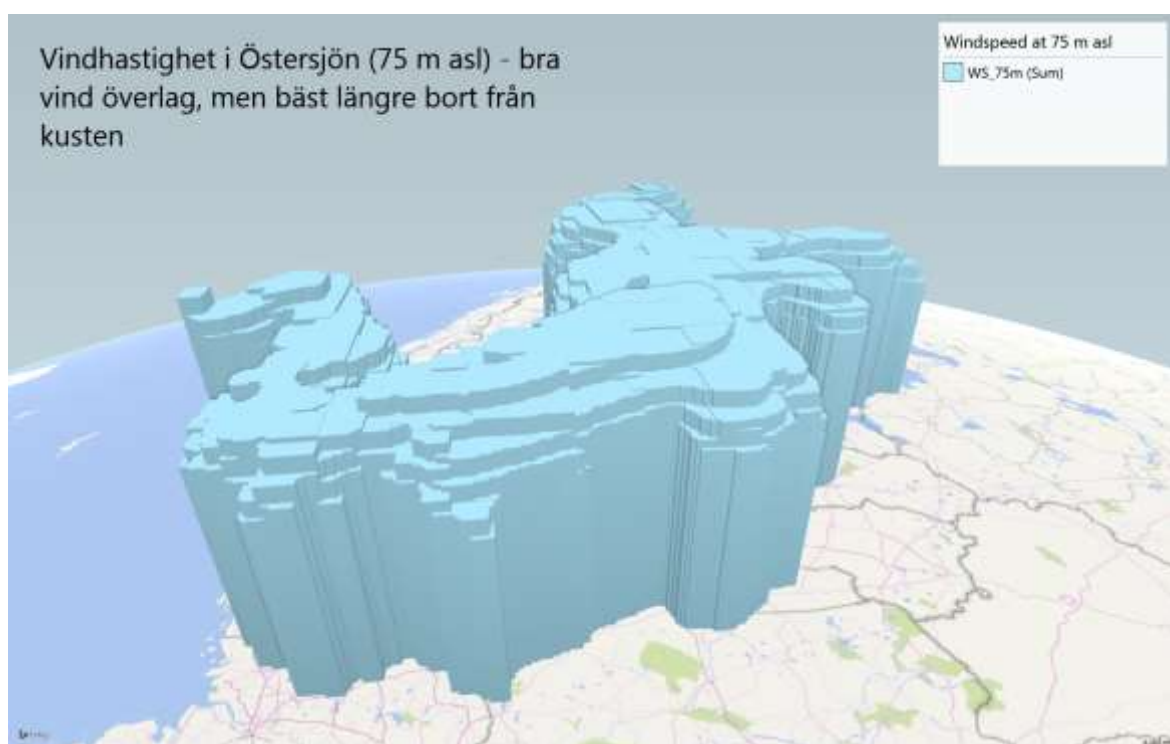 Vindhastighet i Östersjön (75 m asl) - bra
vind överlag, men bäst längre bort från
kusten
Windspeed at 75 m asl
WS_75m (Sum)